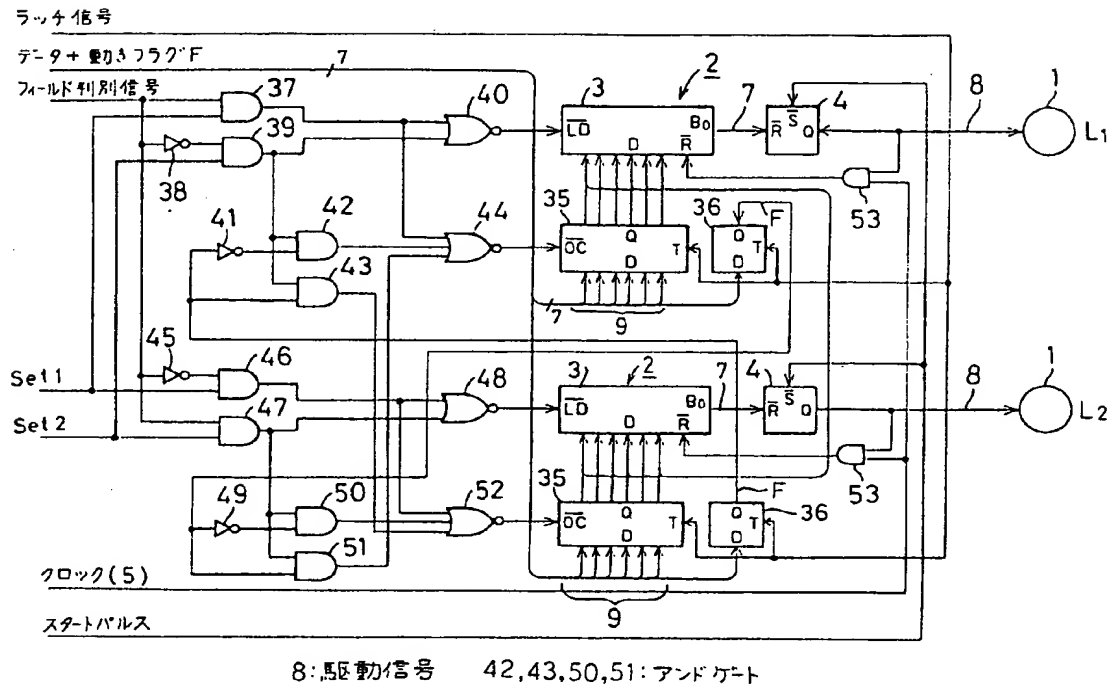 ラッチ信号
データ+動きフラグF
フィールド判別信号
7
37
39
38
40
41
42
43
44
3
2
L̅D̅
D
R̅
B0
7
R̅
S̅
Q
4
8
1
L1
53
35
O̅C̅
Q
D
T
36
Q
D
T
F
7
9
45
46
47
Set1
Set2
48
49
50
51
52
3
2
L̅D̅
D
R̅
B0
7
R̅
S̅
Q
4
8
1
L2
53
35
O̅C̅
Q
D
T
F
36
Q
D
T
9
クロック(5)
スタートパルス
8:駆動信号 42,43,50,51:アンドゲート